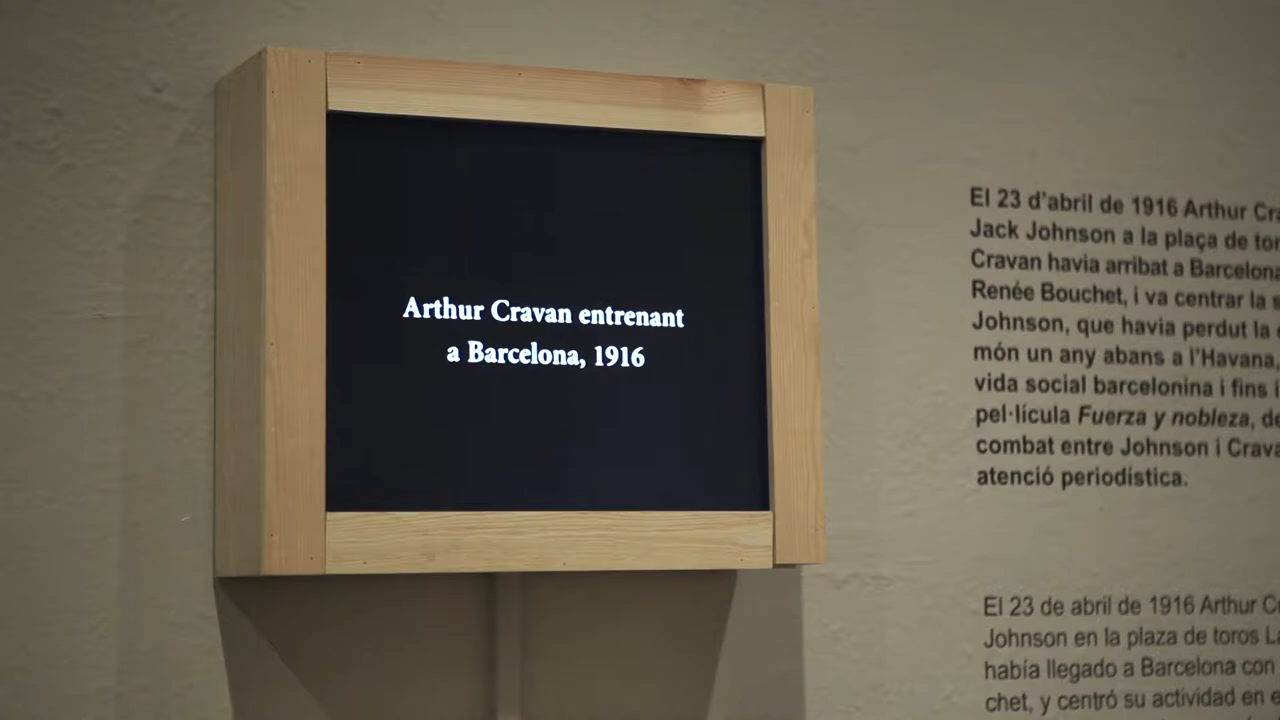 Arthur Cravan entrenant
a Barcelona, 1916
El 23 d'abril de 1916 Arthur
Jack Johnson a la plaça de
Cravan havia arribat a Barcelona
Renée Bouchet, i va centrar la
Johnson, que havia perdut la
món un any abans a l'Havana,
vida social barcelonina i fins i
pel·lícula Fuerza y nobleza,
combat entre Johnson i
atenció periodística.
El 23 de abril de 1916 Arthur
Johnson en la plaza de toros
había llegado a Barcelona con
chet, y centró su actividad en